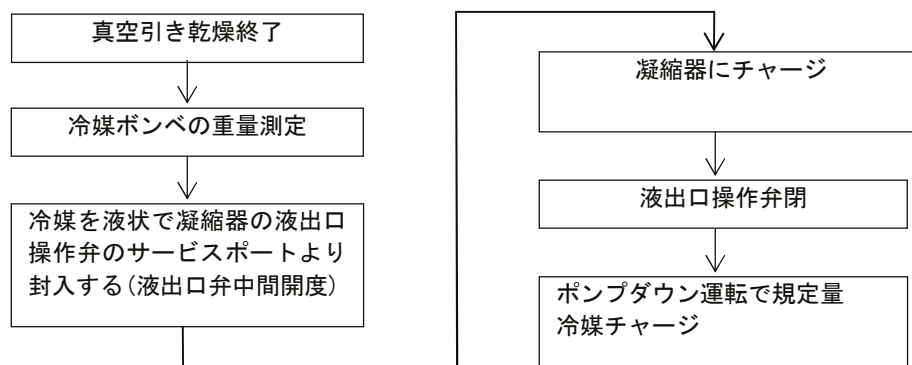 真空引き乾燥終了
冷媒ボンベの重量測定
冷媒を液状で凝縮器の液出口
操作弁のサービスポートより
封入する(液出口弁中間開度)
凝縮器にチャージ
液出口操作弁閉
ポンプダウン運転で規定量
冷媒チャージ